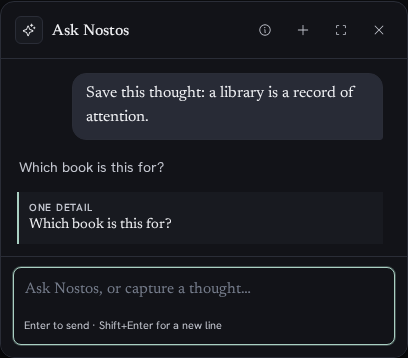 Ask Nostos
Save this thought: a library is a record of
attention.
Which book is this for?
ONE DETAIL
Which book is this for?
Ask Nostos, or capture a thought…
Enter to send · Shift+Enter for a new line